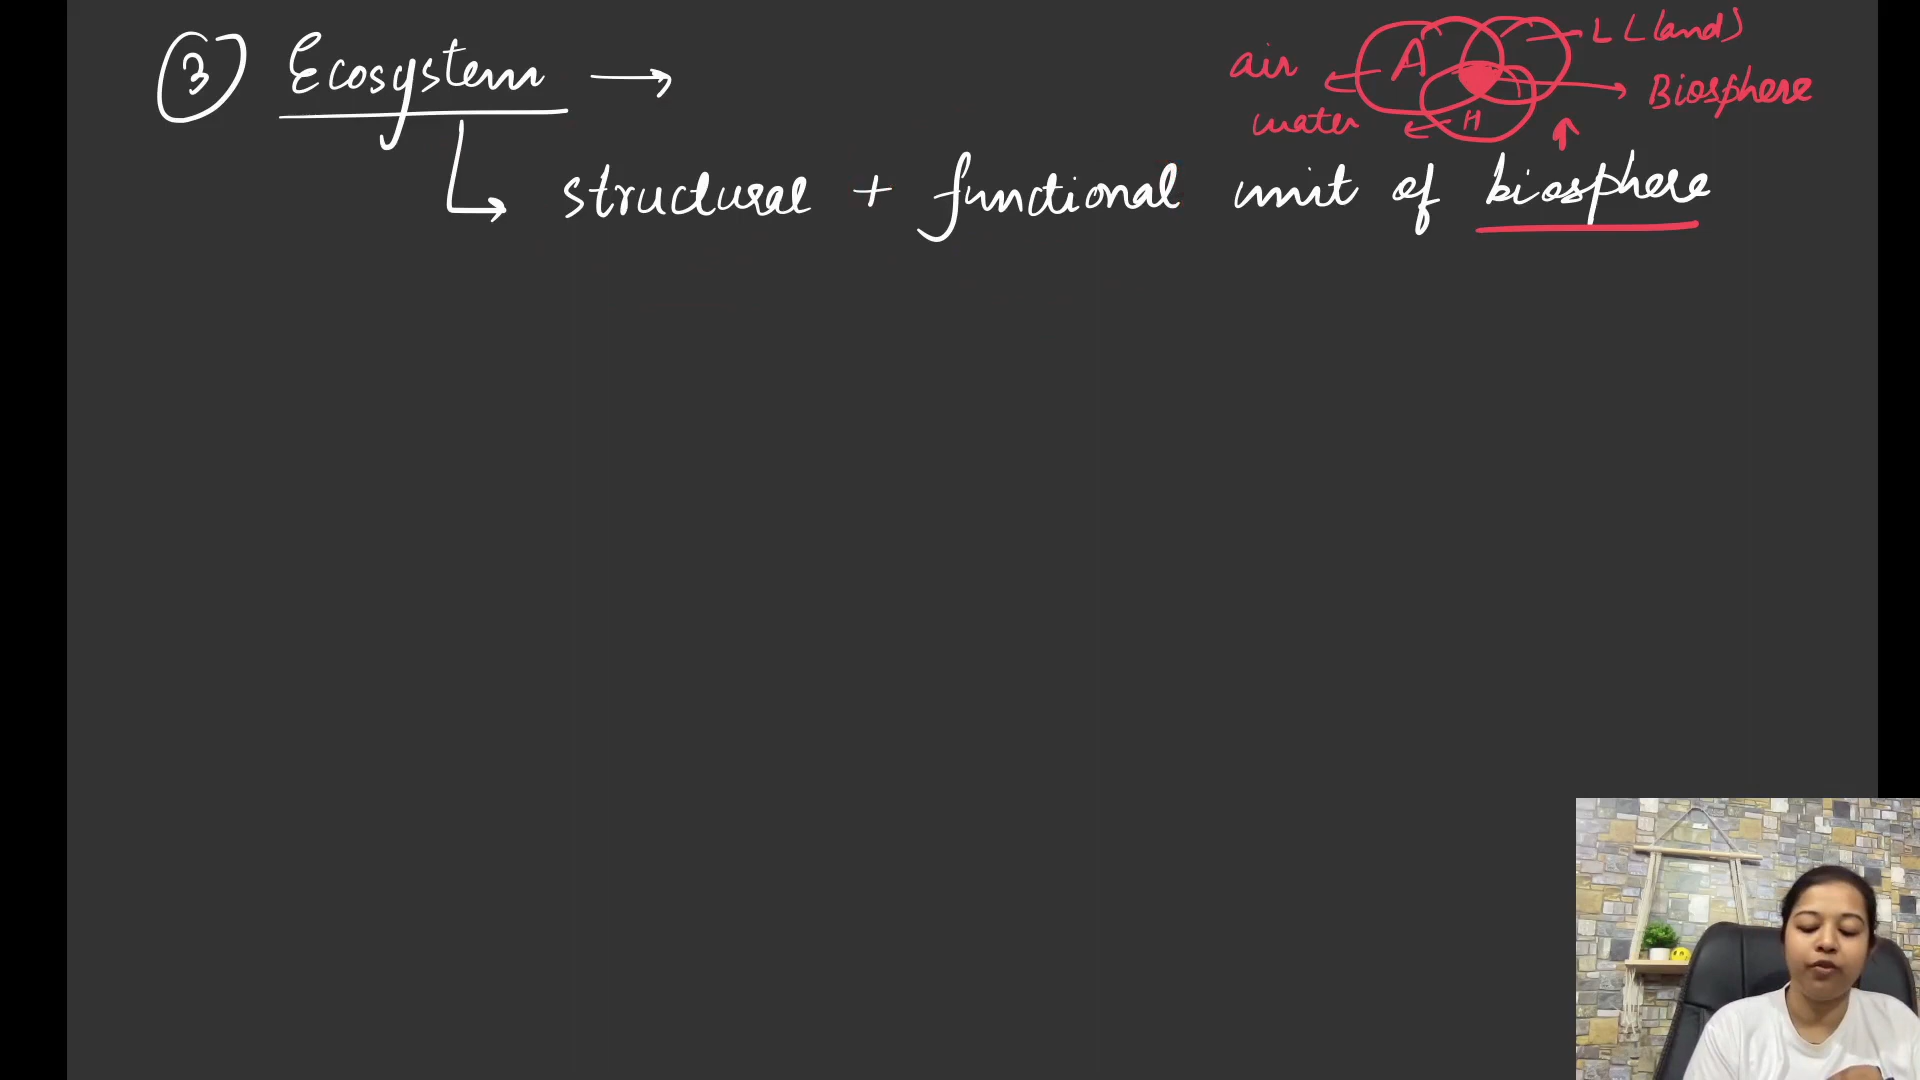 ③ Ecosystem →
air A L (land)
Biosphere
water H
structural + functional unit of biosphere